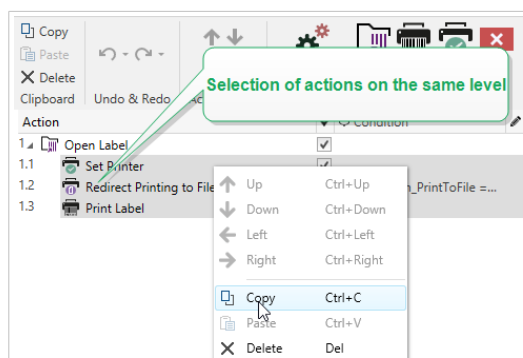 Copy
Paste
Delete
Clipboard Undo & Redo
Selection of actions on the same level
Action Condition
1 Open Label
1.1 Set Printer
1.2 Redirect Printing to File n_PrintToFile =...
1.3 Print Label
Up Ctrl+Up
Down Ctrl+Down
Left Ctrl+Left
Right Ctrl+Right
Copy Ctrl+C
Paste Ctrl+V
Delete Del